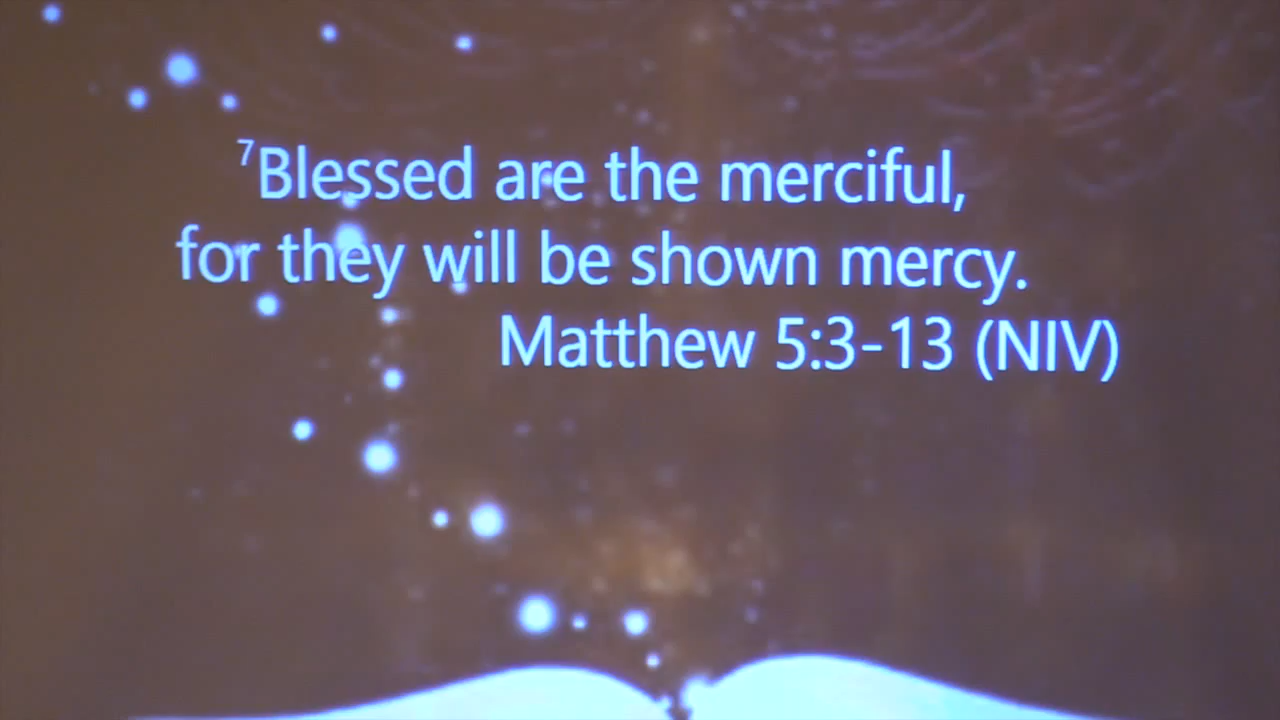 ⁷Blessed are the merciful,
for they will be shown mercy.
Matthew 5:3-13 (NIV)